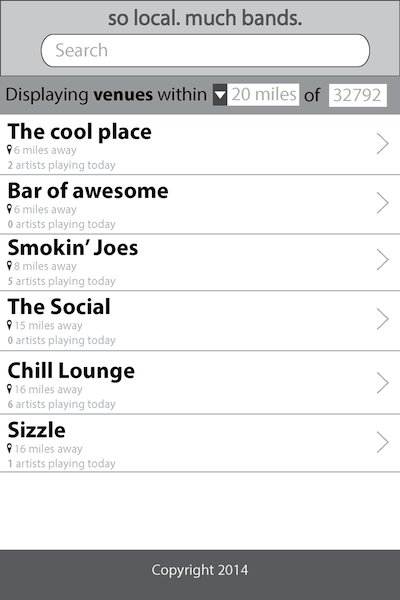 so local. much bands.
Search
Displaying venues within 20 miles of 32792
The cool place
6 miles away
2 artists playing today
Bar of awesome
6 miles away
0 artists playing today
Smokin’ Joes
8 miles away
5 artists playing today
The Social
15 miles away
0 artists playing today
Chill Lounge
16 miles away
6 artists playing today
Sizzle
16 miles away
1 artists playing today
Copyright 2014